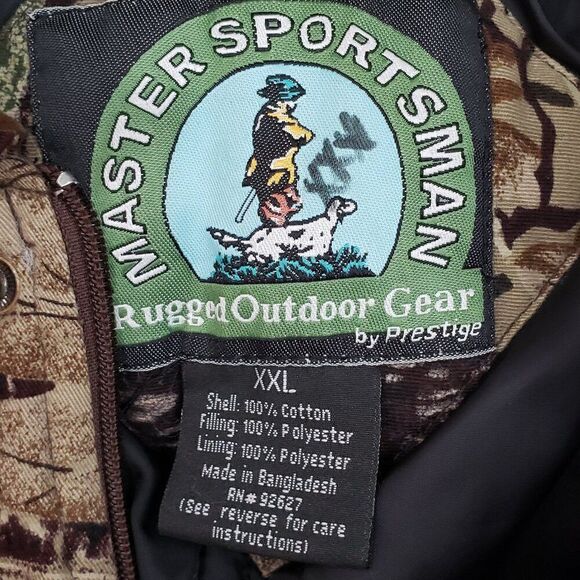 MASTER SPORTSMAN
Rugged Outdoor Gear
by Prestige
XXL
Shell: 100% Cotton
Filling: 100% Polyester
Lining: 100% Polyester
Made in Bangladesh
RN# 92627
(See reverse for care
instructions)